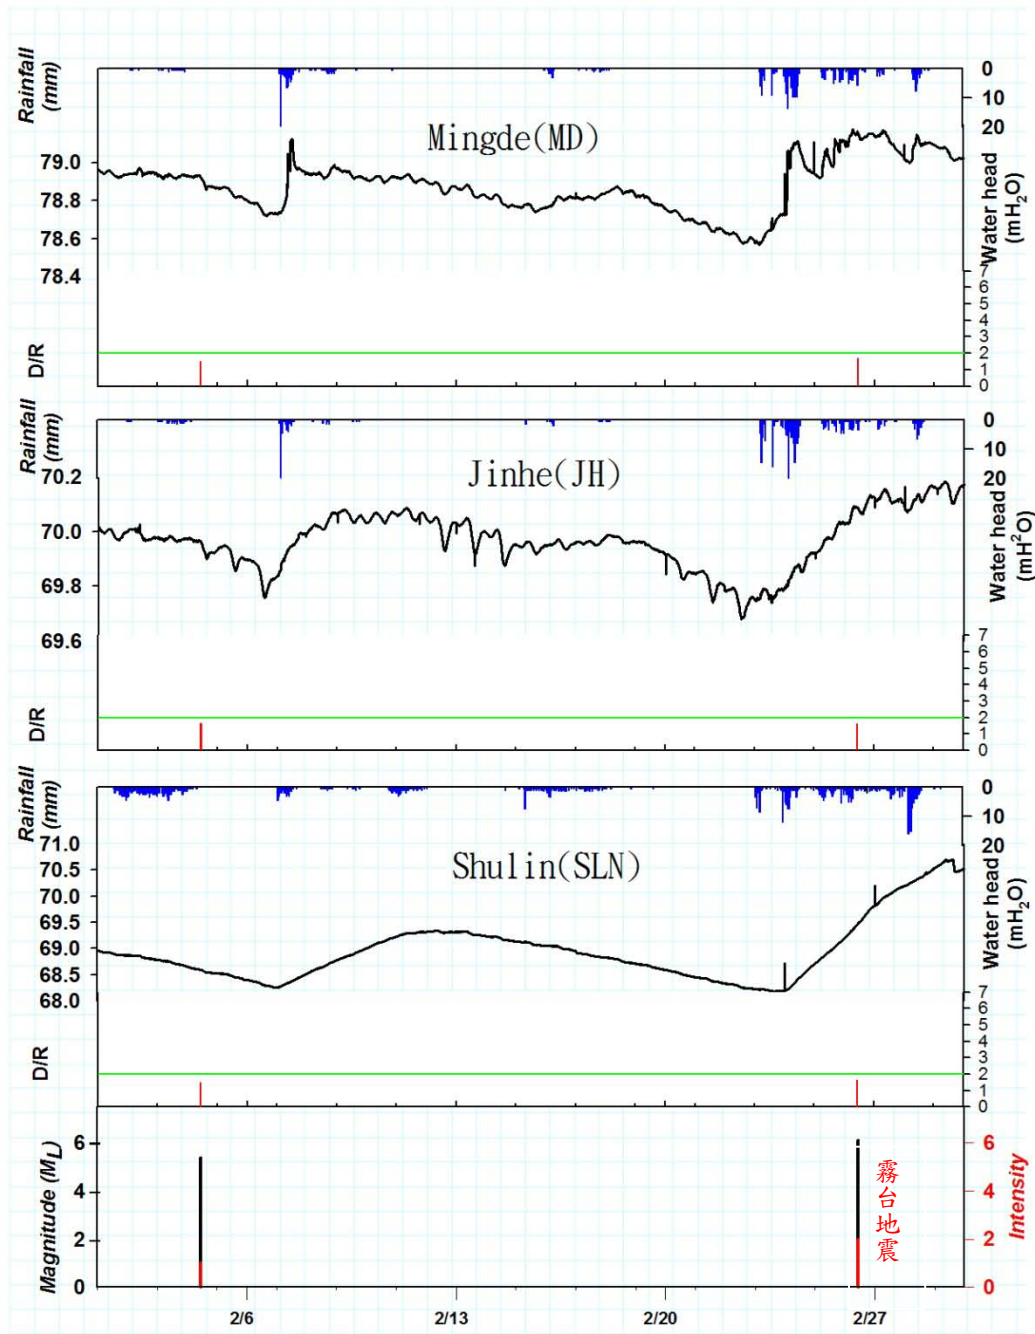 Rainfall
(mm)
0
10
20
Mingde(MD)
79.0
78.8
78.6
78.4
Water head
(mH2O)
D/R
7
6
5
4
3
2
1
0
Rainfall
(mm)
0
10
20
Jinhe(JH)
70.2
70.0
69.8
69.6
Water head
(mH²O)
D/R
7
6
5
4
3
2
1
0
Rainfall
(mm)
0
10
20
Shulin(SLN)
71.0
70.5
70.0
69.5
69.0
68.5
68.0
Water head
(mH2O)
D/R
7
6
5
4
3
2
1
0
Magnitude (ML)
6
4
2
0
霧台地震
6
4
2
0
Intensity
2/6
2/13
2/20
2/27